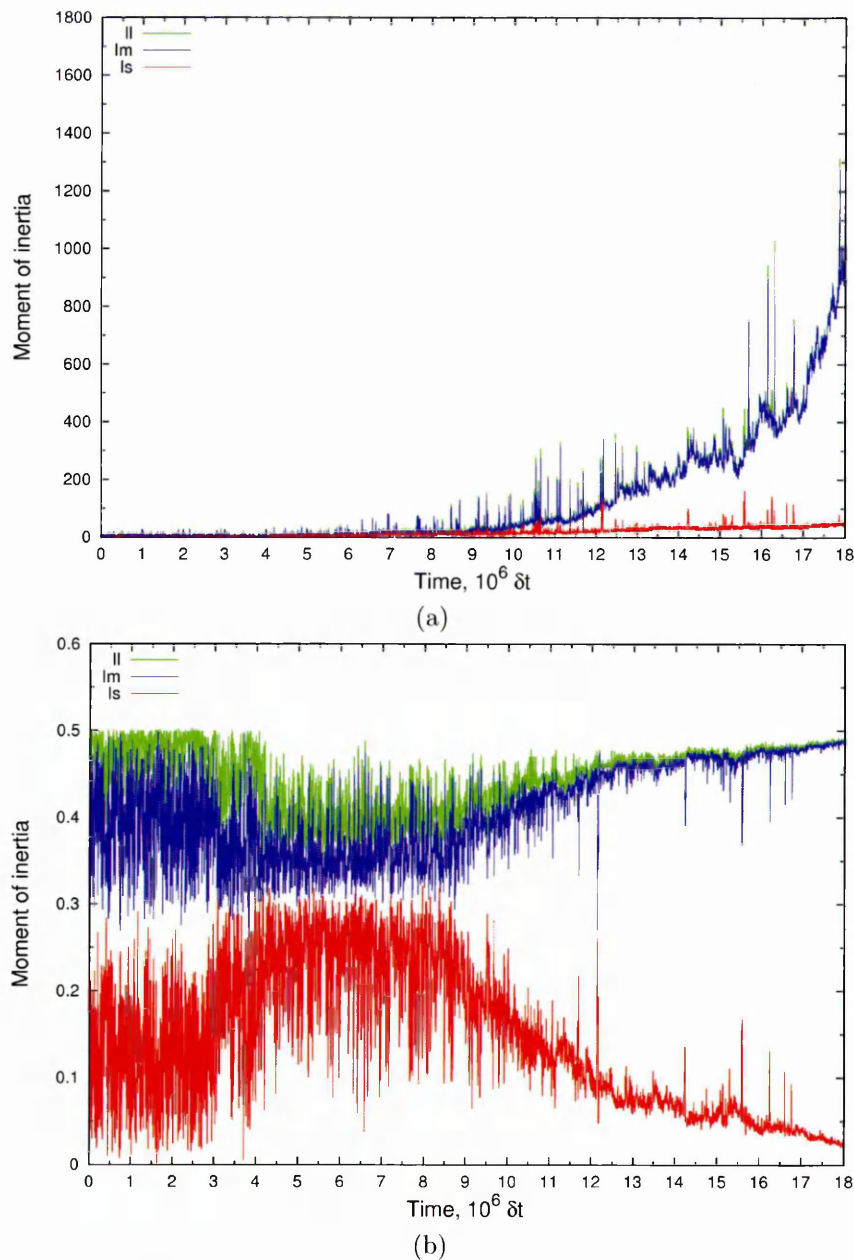 1800
1600
1400
1200
1000
800
600
400
200
0
Moment of inertia
Il
Im
Is
0 1 2 3 4 5 6 7 8 9 10 11 12 13 14 15 16 17 18
Time, 10⁶ δt
(a)
0.6
0.5
0.4
0.3
0.2
0.1
0
Moment of inertia
Il
Im
Is
0 1 2 3 4 5 6 7 8 9 10 11 12 13 14 15 16 17 18
Time, 10⁶ δt
(b)